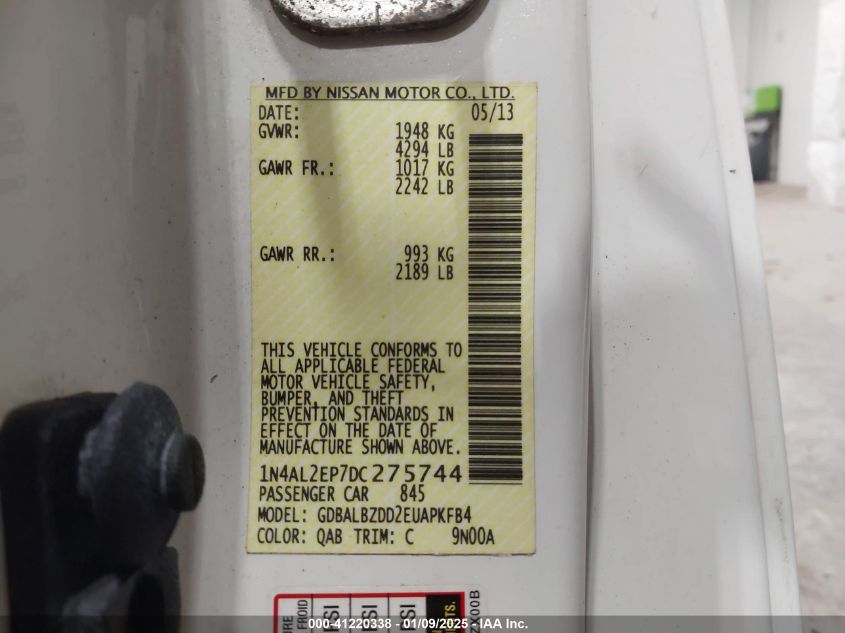 MFD BY NISSAN MOTOR CO., LTD.
DATE: 05/13
GVWR: 1948 KG
4294 LB
GAWR FR.: 1017 KG
2242 LB
GAWR RR.: 993 KG
2189 LB
THIS VEHICLE CONFORMS TO
ALL APPLICABLE FEDERAL
MOTOR VEHICLE SAFETY,
BUMPER, AND THEFT
PREVENTION STANDARDS IN
EFFECT ON THE DATE OF
MANUFACTURE SHOWN ABOVE.
1N4AL2EP7DC275744
PASSENGER CAR 845
MODEL: GDBALBZDD2EUAPKFB4
COLOR: QAB TRIM: C 9N00A
FROID
000-41220338 - 01/09/2025 - IAA Inc.